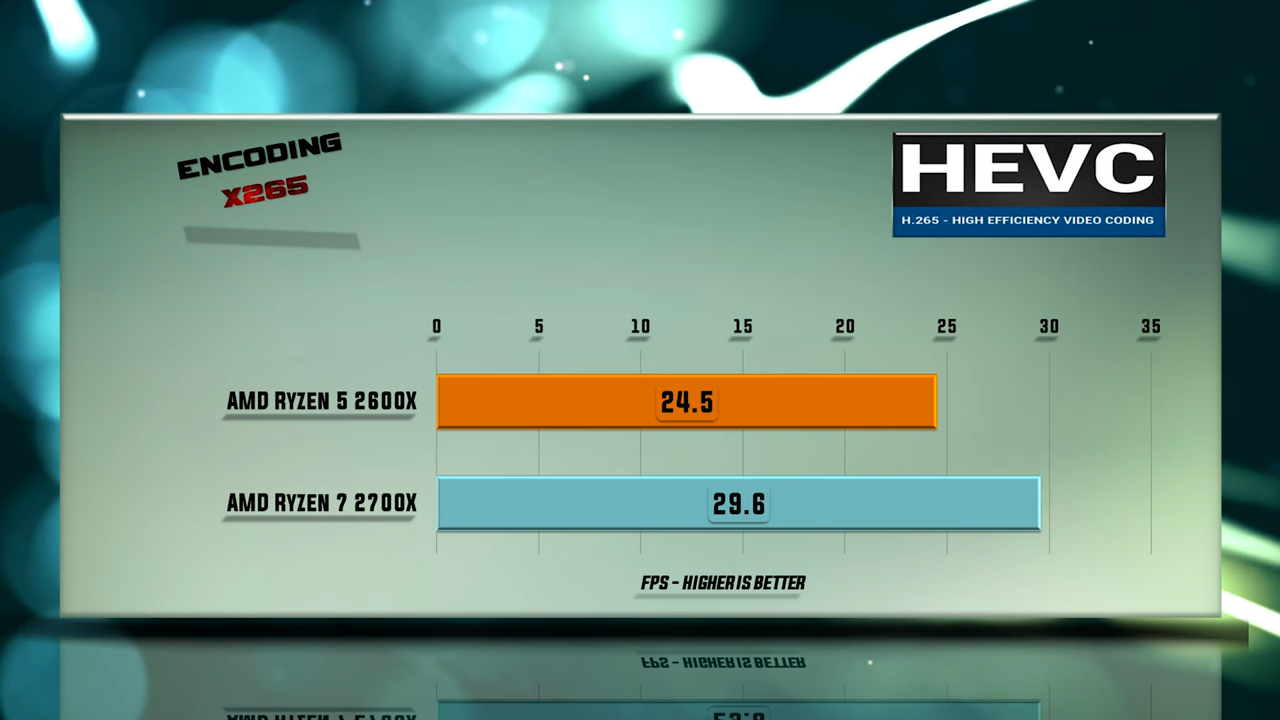 ENCODING
X265
HEVC
H.265 - HIGH EFFICIENCY VIDEO CODING
0 5 10 15 20 25 30 35
AMD RYZEN 5 2600X 24.5
AMD RYZEN 7 2700X 29.6
FPS - HIGHER IS BETTER